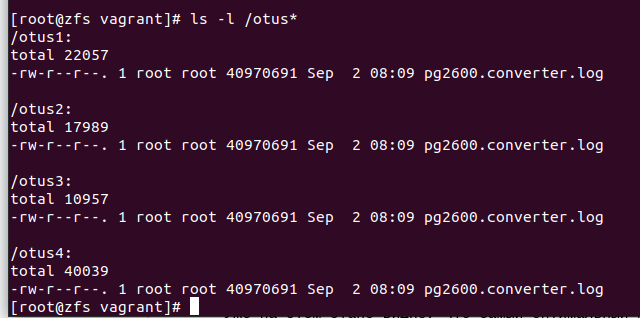 [root@zfs vagrant]# ls -l /otus*
/otus1:
total 22057
-rw-r--r--. 1 root root 40970691 Sep  2 08:09 pg2600.converter.log
/otus2:
total 17989
-rw-r--r--. 1 root root 40970691 Sep  2 08:09 pg2600.converter.log
/otus3:
total 10957
-rw-r--r--. 1 root root 40970691 Sep  2 08:09 pg2600.converter.log
/otus4:
total 40039
-rw-r--r--. 1 root root 40970691 Sep  2 08:09 pg2600.converter.log
[root@zfs vagrant]#